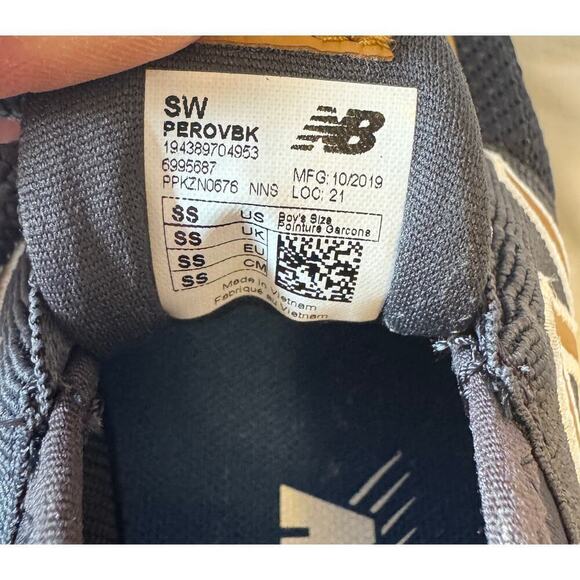 SW
PEROVBK
194389704953
6995687
PPKZN0676 NNS
NB
MFG: 10/2019
LOC: 21
SS US Boy's Size
SS UK Pointure Garcons
SS EU
SS CM
Made in Vietnam
Fabriqué au Vietnam